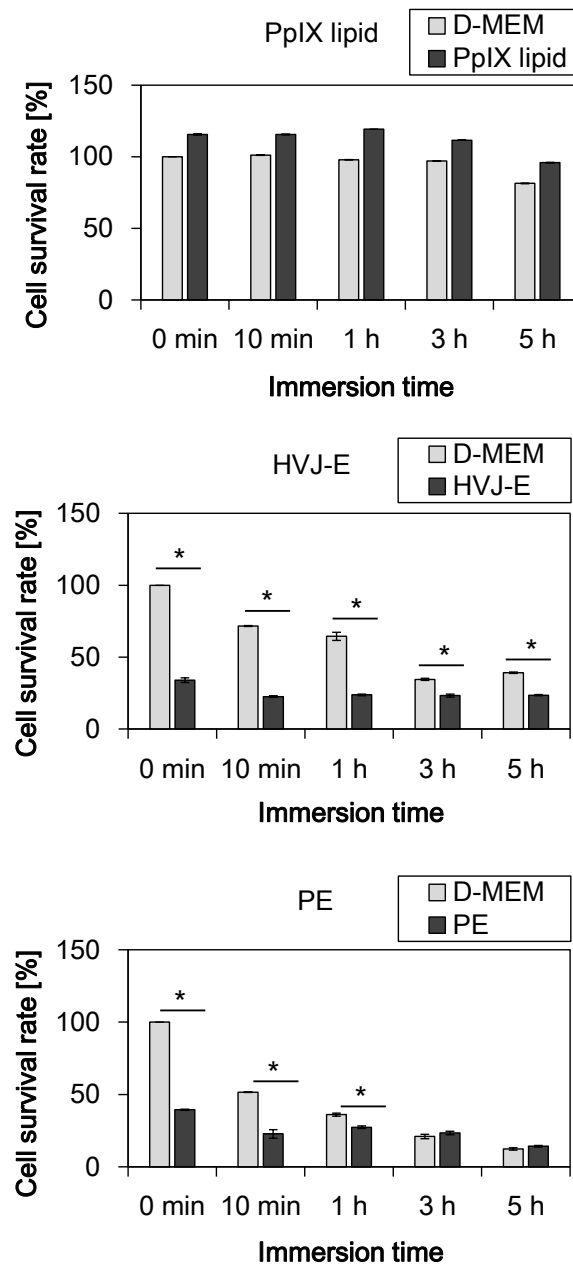 PpIX lipid
D-MEM
PpIX lipid
Cell survival rate [%]
150
100
50
0
0 min 10 min 1 h 3 h 5 h
Immersion time
HVJ-E
D-MEM
HVJ-E
Cell survival rate [%]
150
100
50
0
* * * * *
0 min 10 min 1 h 3 h 5 h
Immersion time
PE
D-MEM
PE
Cell survival rate [%]
150
100
50
0
* * *
0 min 10 min 1 h 3 h 5 h
Immersion time